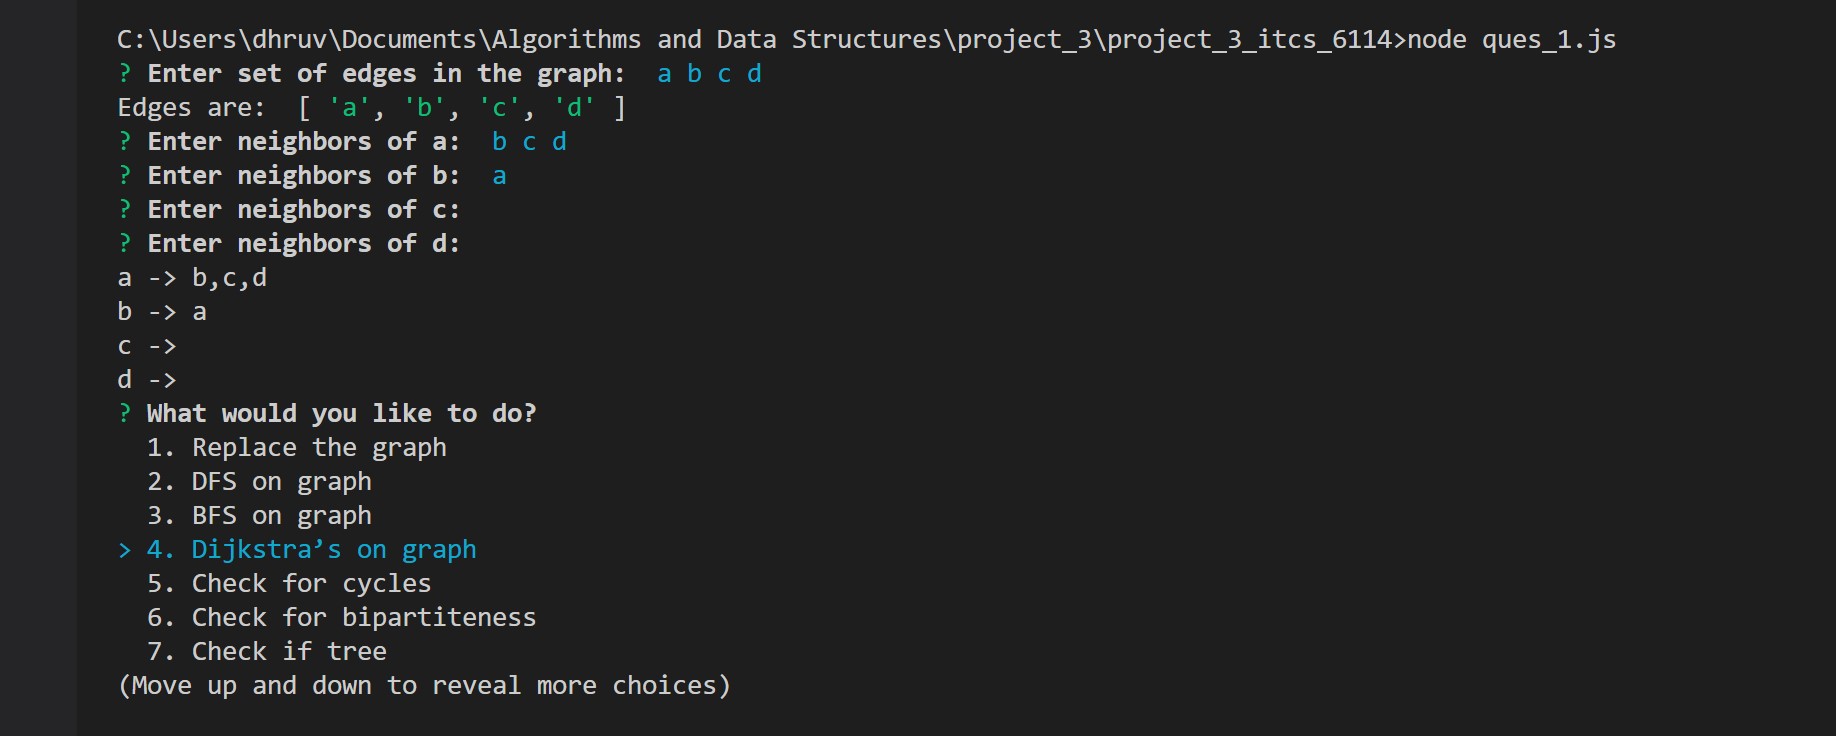 C:\Users\dhruv\Documents\Algorithms and Data Structures\project_3\project_3_itcs_6114>node ques_1.js
? Enter set of edges in the graph:  a b c d
Edges are:  [ 'a', 'b', 'c', 'd' ]
? Enter neighbors of a:  b c d
? Enter neighbors of b:  a
? Enter neighbors of c:
? Enter neighbors of d:
a -> b,c,d
b -> a
c ->
d ->
? What would you like to do?
  1. Replace the graph
  2. DFS on graph
  3. BFS on graph
> 4. Dijkstra’s on graph
  5. Check for cycles
  6. Check for bipartiteness
  7. Check if tree
(Move up and down to reveal more choices)